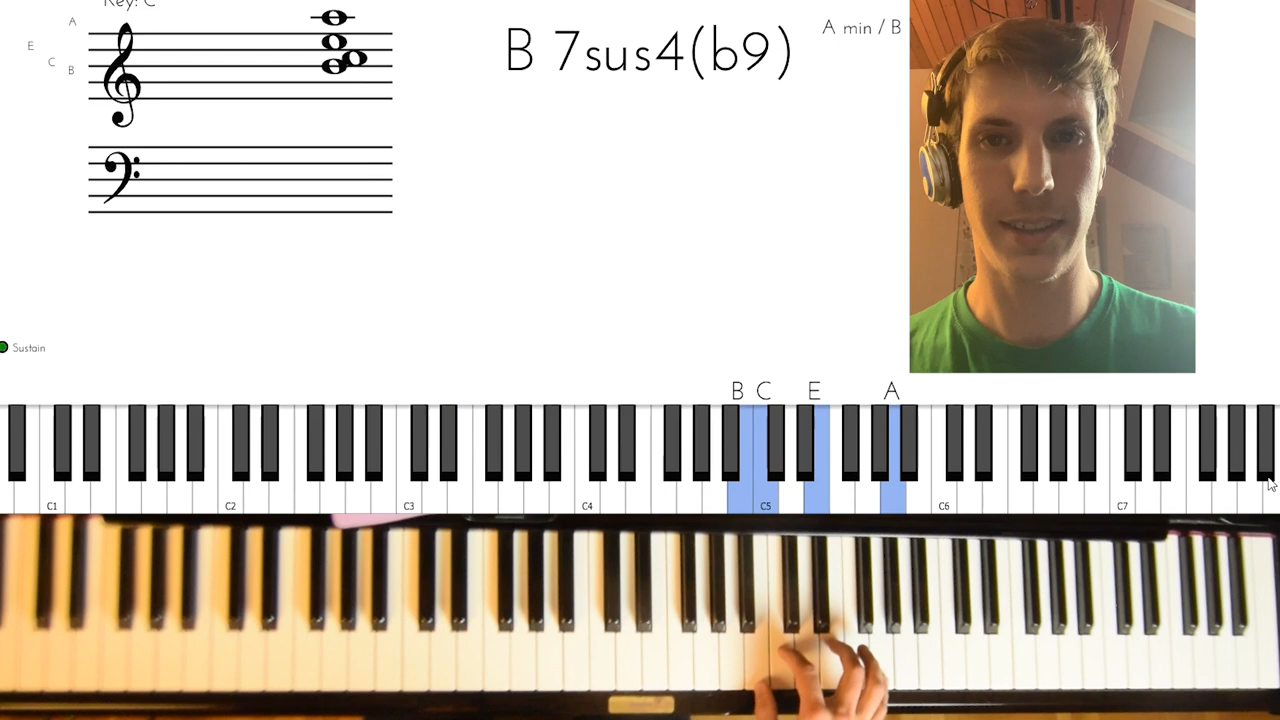 Key: C
A
E
C
B
B 7sus4(b9)
A min / B
Sustain
B C E A
C1 C2 C3 C4 C5 C6 C7